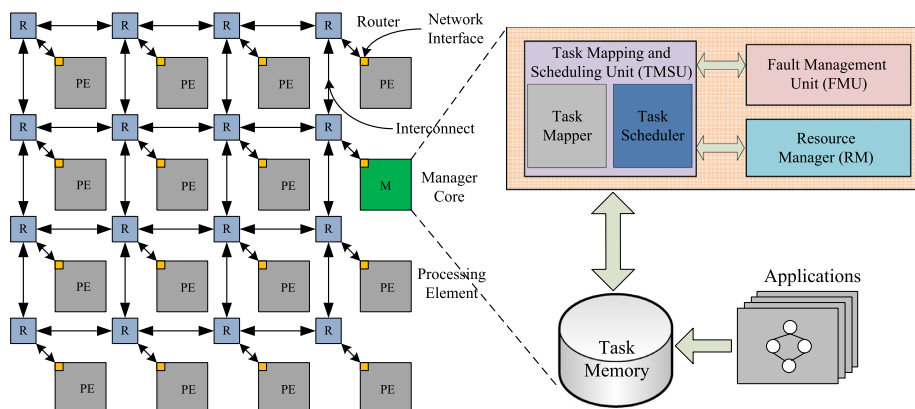 R R R R
Router
Network
Interface
PE PE PE PE
R R R R
Interconnect
PE PE PE M
Manager
Core
R R R R
PE PE PE PE
Processing
Element
R R R R
PE PE PE PE
Task Mapping and
Scheduling Unit (TMSU)
Task
Mapper
Task
Scheduler
Fault Management
Unit (FMU)
Resource
Manager (RM)
Applications
Task
Memory